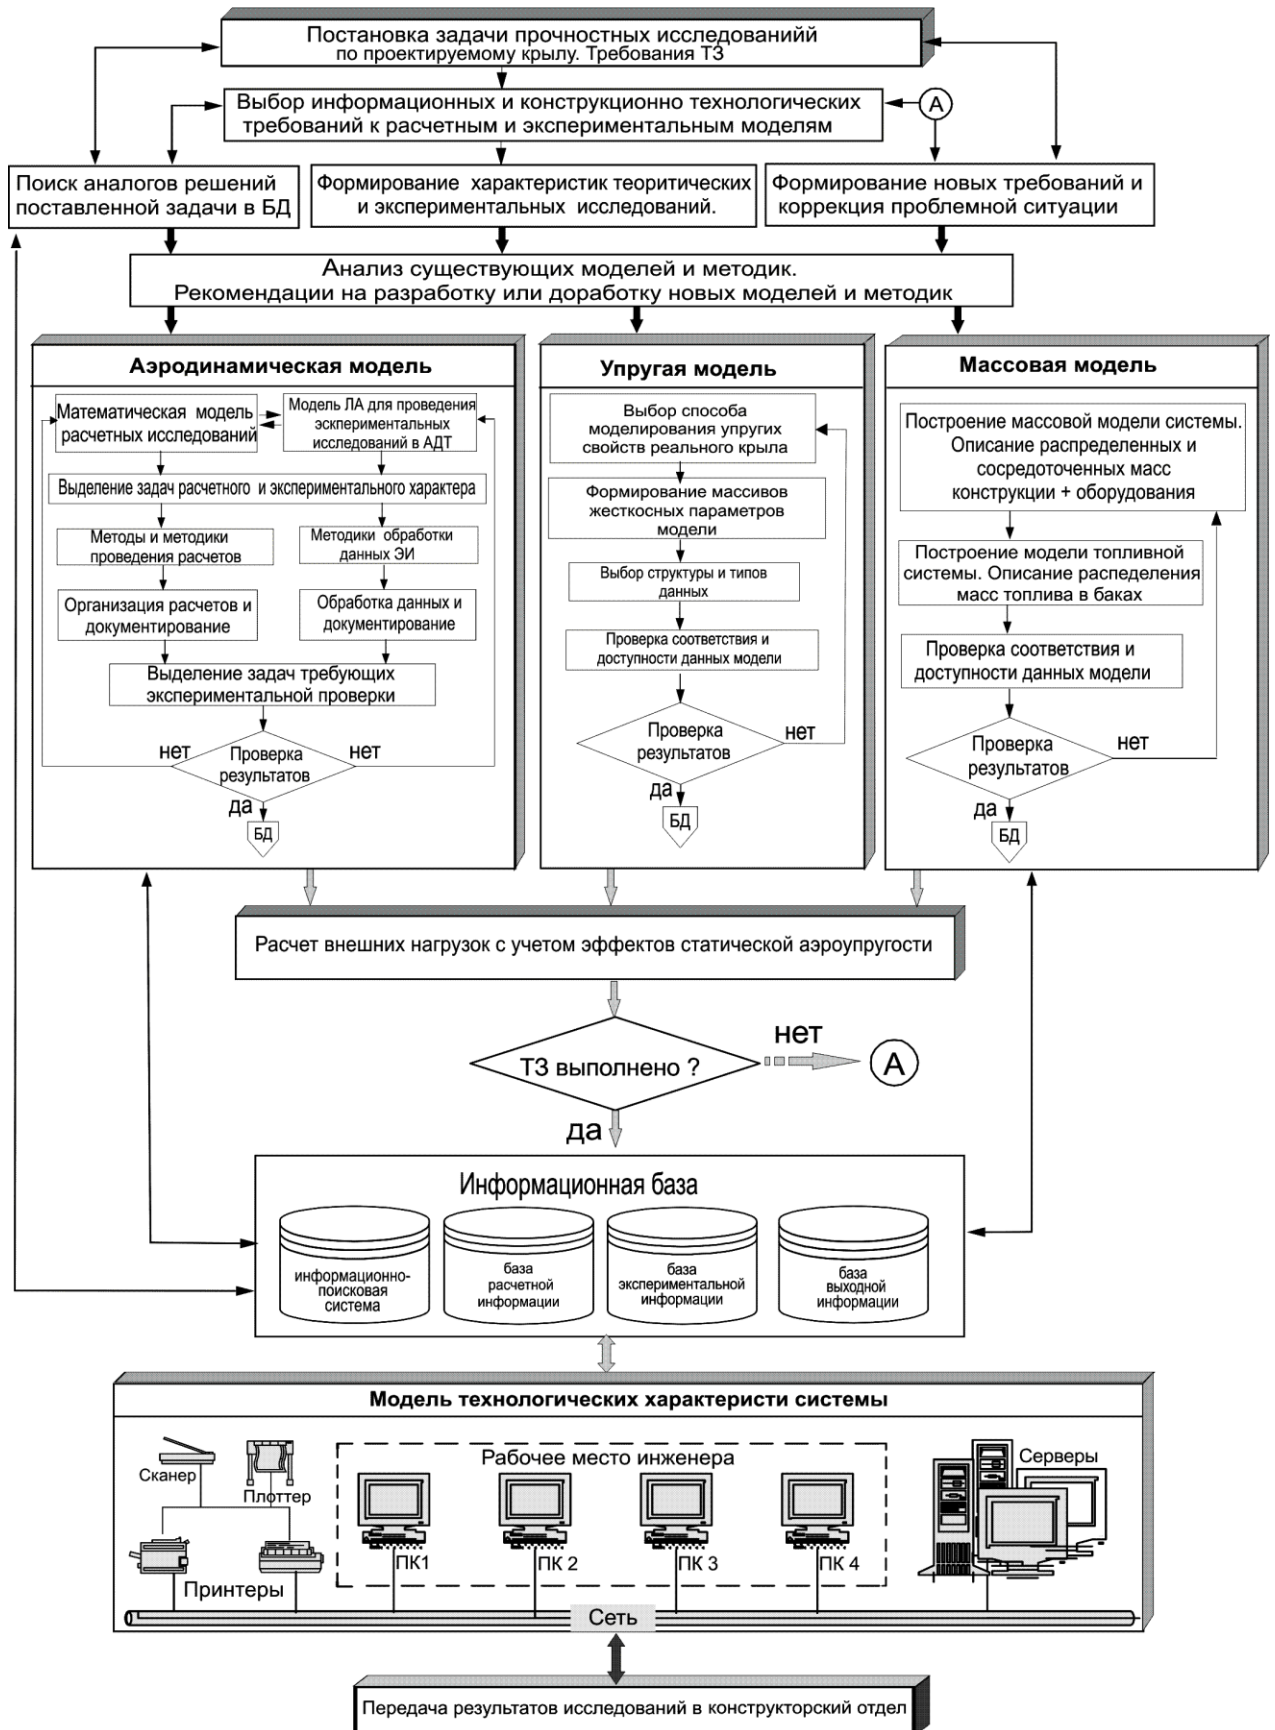 Постановка задачи прочностных исследованийй
по проектируемому крылу. Требования ТЗ
Выбор информационных и конструкционно технологических
требований к расчетным и экспериментальным моделям
А
Поиск аналогов решений
поставленной задачи в БД
Формирование характеристик теоритических
и экспериментальных исследований.
Формирование новых требований и
коррекция проблемной ситуации
Анализ существующих моделей и методик.
Рекомендации на разработку или доработку новых моделей и методик
Аэродинамическая модель
Математическая модель
расчетных исследований
Модель ЛА для проведения
эскпериментальных
исследований в АДТ
Выделение задач расчетного и экспериментального характера
Методы и методики
проведения расчетов
Методики обработки
данных ЭИ
Организация расчетов и
документирование
Обработка данных и
документирование
Выделение задач требующих
экспериментальной проверки
нет
Проверка
результатов
нет
да
БД
Упругая модель
Выбор способа
моделирования упругих
свойств реального крыла
Формирование массивов
жесткосных параметров
модели
Выбор структуры и типов
данных
Проверка соответствия и
доступности данных модели
Проверка
результатов
нет
да
БД
Массовая модель
Построение массовой модели системы.
Описание распределенных и
сосредоточенных масс
конструкции + оборудования
Построение модели топливной
системы. Описание распеделения
масс топлива в баках
Проверка соответствия и
доступности данных модели
Проверка
результатов
нет
да
БД
Расчет внешних нагрузок с учетом эффектов статической аэроупругости
ТЗ выполнено ?
нет
А
да
Информационная база
информационно-
поисковая
система
база
расчетной
информации
база
экспериментальной
информации
база
выходной
информации
Модель технологических характеристи системы
Сканер
Плоттер
Принтеры
Рабочее место инженера
ПК1
ПК 2
ПК 3
ПК 4
Серверы
Сеть
Передача результатов исследований в конструкторский отдел